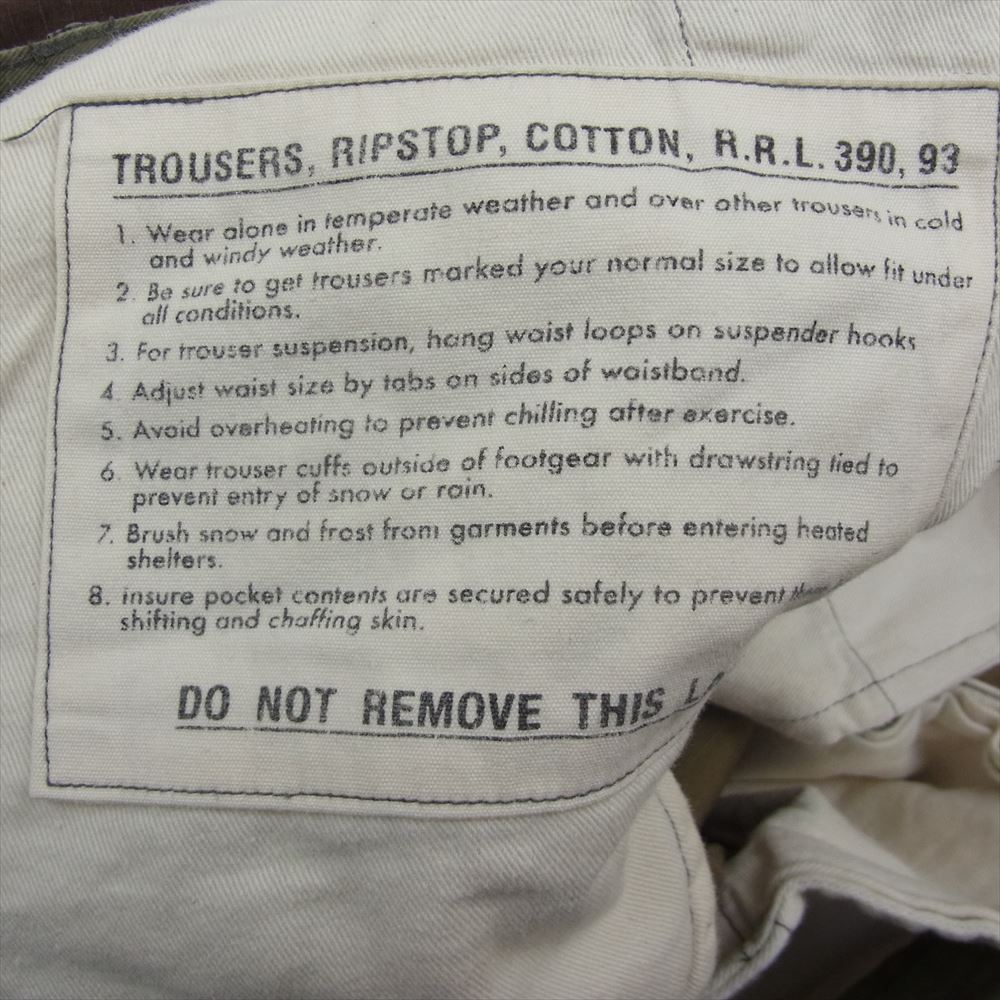 TROUSERS, RIPSTOP, COTTON, R.R.L. 390, 93
1. Wear alone in temperate weather and over other trousers in cold
and windy weather.
2. Be sure to get trousers marked your normal size to allow fit under
all conditions.
3. For trouser suspension, hang waist loops on suspender hooks
4. Adjust waist size by tabs on sides of waistband.
5. Avoid overheating to prevent chilling after exercise.
6. Wear trouser cuffs outside of footgear with drawstring tied to
prevent entry of snow or rain.
7. Brush snow and frost from garments before entering heated
shelters.
8. insure pocket contents are secured safely to prevent
shifting and chaffing skin.
DO NOT REMOVE THIS